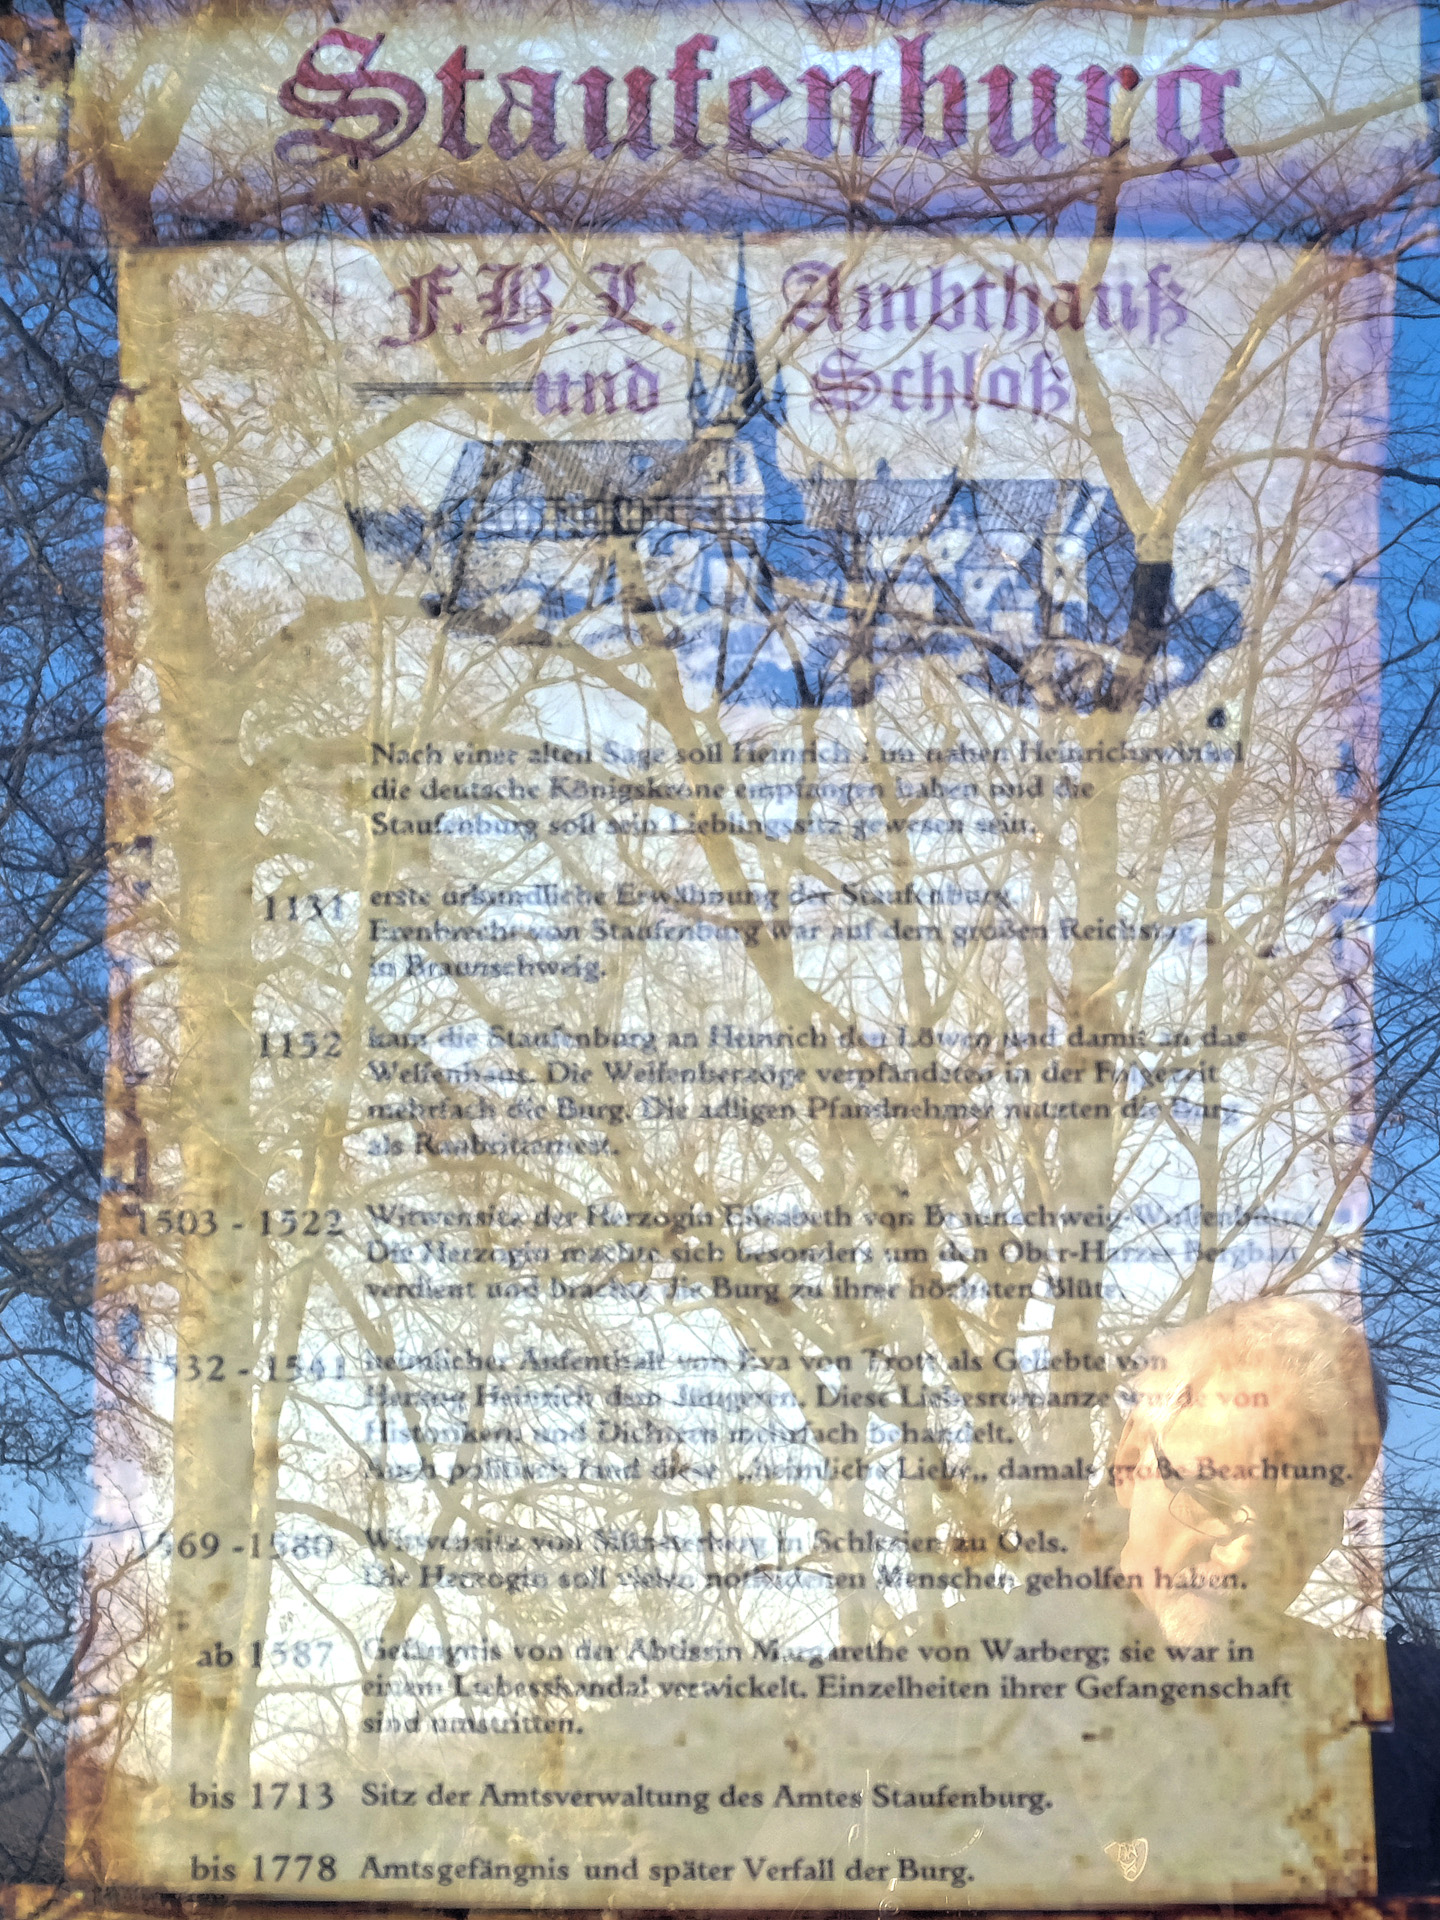 Staufenburg
F.B.L. Ambthauß
und Schloß
Nach einer alten Sage soll Heinrich I im nahen Heinrichswinkel
die deutsche Königskrone empfangen haben und die
Staufenburg soll sein Lieblingssitz gewesen sein.
1131 erste urkundliche Erwähnung der Staufenburg.
von Staufenburg war auf dem großen Reichstag
in Braunschweig.
1152 kam die Staufenburg an Heinrich den Löwen und damit an das
Welfenhaus. Die Welfenherzöge verpfändeten in der Folgezeit
mehrfach die Burg. Die adligen Pfandnehmer nutzten die Burg
als Raubritternest.
1503 - 1522 Witwensitz der Herzogin Elisabeth von Braunschweig-Wolfenbüttel
Die Herzogin machte sich besonders um den Ober-Harzer Bergbau
verdient und brachte die Burg zu ihrer höchsten Blüte.
1532 - 1541 heimlicher Aufenthalt von Eva von Trott als Geliebte von
Herzog Heinrich dem Jüngeren. Diese Liebesromanze wurde von
Historikern und Dichtern mehrfach behandelt.
Auch politisch fand diese „heimliche Liebe„ damals große Beachtung.
1569 - 1580 Witwensitz von Münsterberg in Schlesien zu Oels.
Die Herzogin soll vielen notleidenen Menschen geholfen haben.
ab 1587 Gefängnis von der Äbtissin Margarethe von Warberg; sie war in
einem Liebesskandal verwickelt. Einzelheiten ihrer Gefangenschaft
sind umstritten.
bis 1713 Sitz der Amtsverwaltung des Amtes Staufenburg.
bis 1778 Amtsgefängnis und später Verfall der Burg.